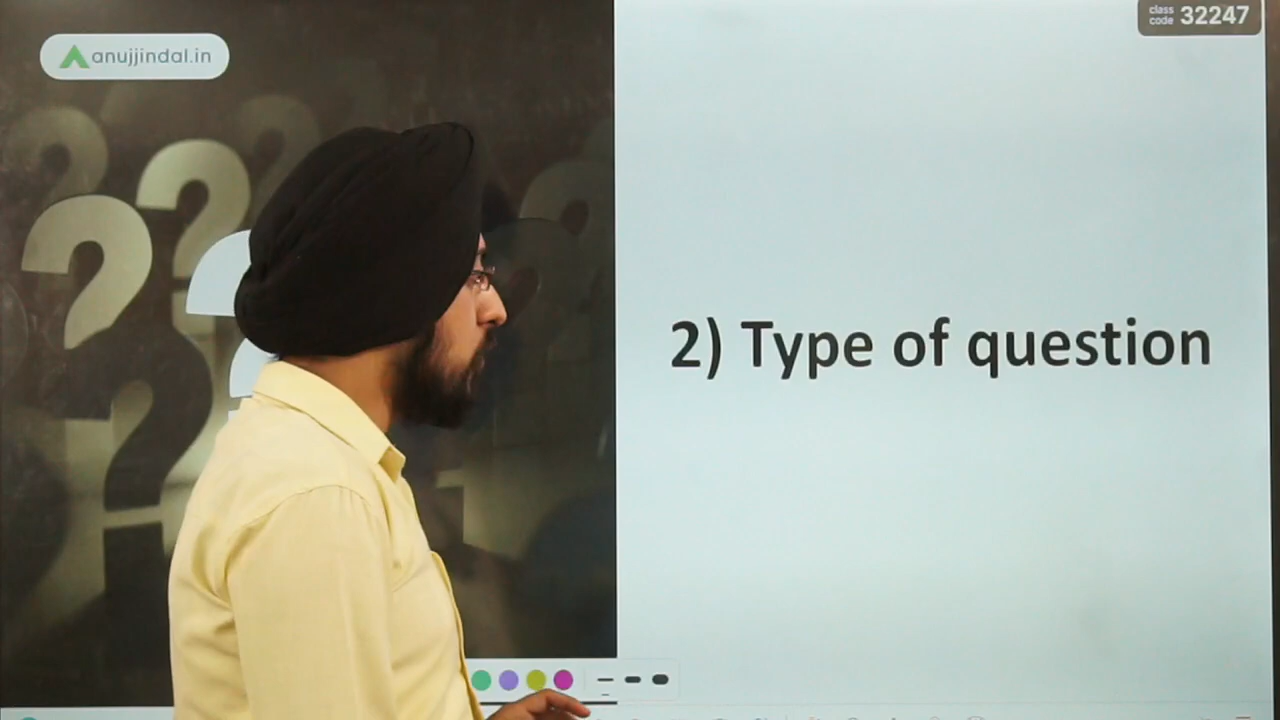 anujjindal.in
class
code 32247
2) Type of question